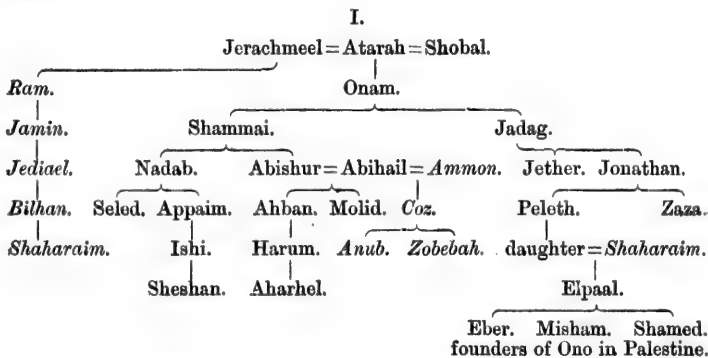 I.
Jerachmeel = Atarah = Shobal.
Ram. Onam.
Jamin. Shammai. Jadag.
Jediael. Nadab. Abishur = Abihail = Ammon. Jether. Jonathan.
Bilhan. Seled. Appaim. Ahban. Molid. Coz. Peleth. Zaza.
Shaharaim. Ishi. Harum. Anub. Zobebah. daughter = Shaharaim.
Sheshan. Aharhel. Elpaal.
Eber. Misham. Shamed.
founders of Ono in Palestine.